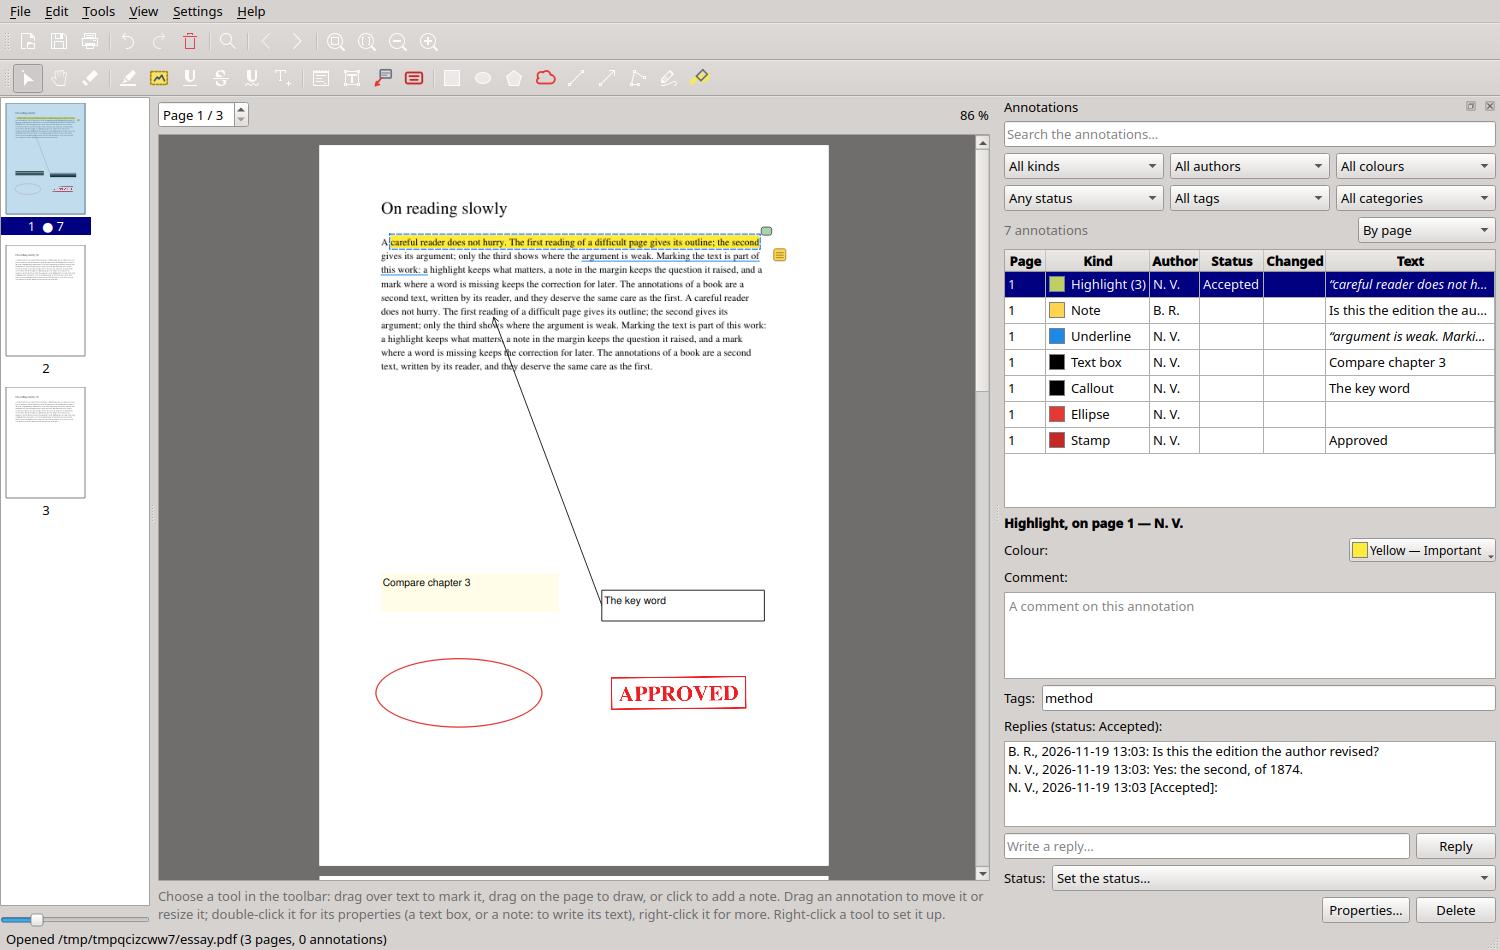 File Edit Tools View Settings Help
Page 1 / 3
86 %
1 7
2
3
On reading slowly
A careful reader does not hurry. The first reading of a difficult page gives its outline; the second
gives its argument; only the third shows where the argument is weak. Marking the text is part of
this work: a highlight keeps what matters, a note in the margin keeps the question it raised, and a
mark where a word is missing keeps the correction for later. The annotations of a book are a
second text, written by its reader, and they deserve the same care as the first. A careful reader
does not hurry. The first reading of a difficult page gives its outline; the second gives its
argument; only the third shows where the argument is weak. Marking the text is part of this work:
a highlight keeps what matters, a note in the margin keeps the question it raised, and a mark
where a word is missing keeps the correction for later. The annotations of a book are a second
text, written by its reader, and they deserve the same care as the first.
Compare chapter 3
The key word
APPROVED
Choose a tool in the toolbar: drag over text to mark it, drag on the page to draw, or click to add a note. Drag an annotation to move it or
resize it; double-click it for its properties (a text box, or a note: to write its text), right-click it for more. Right-click a tool to set it up.
Annotations
Search the annotations...
All kinds All authors All colours
Any status All tags All categories
7 annotations By page
Page Kind Author Status Changed Text
1 Highlight (3) N. V. Accepted “careful reader does not h...
1 Note B. R. Is this the edition the au...
1 Underline N. V. “argument is weak. Marki...
1 Text box N. V. Compare chapter 3
1 Callout N. V. The key word
1 Ellipse N. V.
1 Stamp N. V. Approved
Highlight, on page 1 — N. V.
Colour: Yellow — Important
Comment:
A comment on this annotation
Tags: method
Replies (status: Accepted):
B. R., 2026-11-19 13:03: Is this the edition the author revised?
N. V., 2026-11-19 13:03: Yes: the second, of 1874.
N. V., 2026-11-19 13:03 [Accepted]:
Write a reply... Reply
Status: Set the status...
Properties... Delete
Opened /tmp/tmpqcizcww7/essay.pdf (3 pages, 0 annotations)